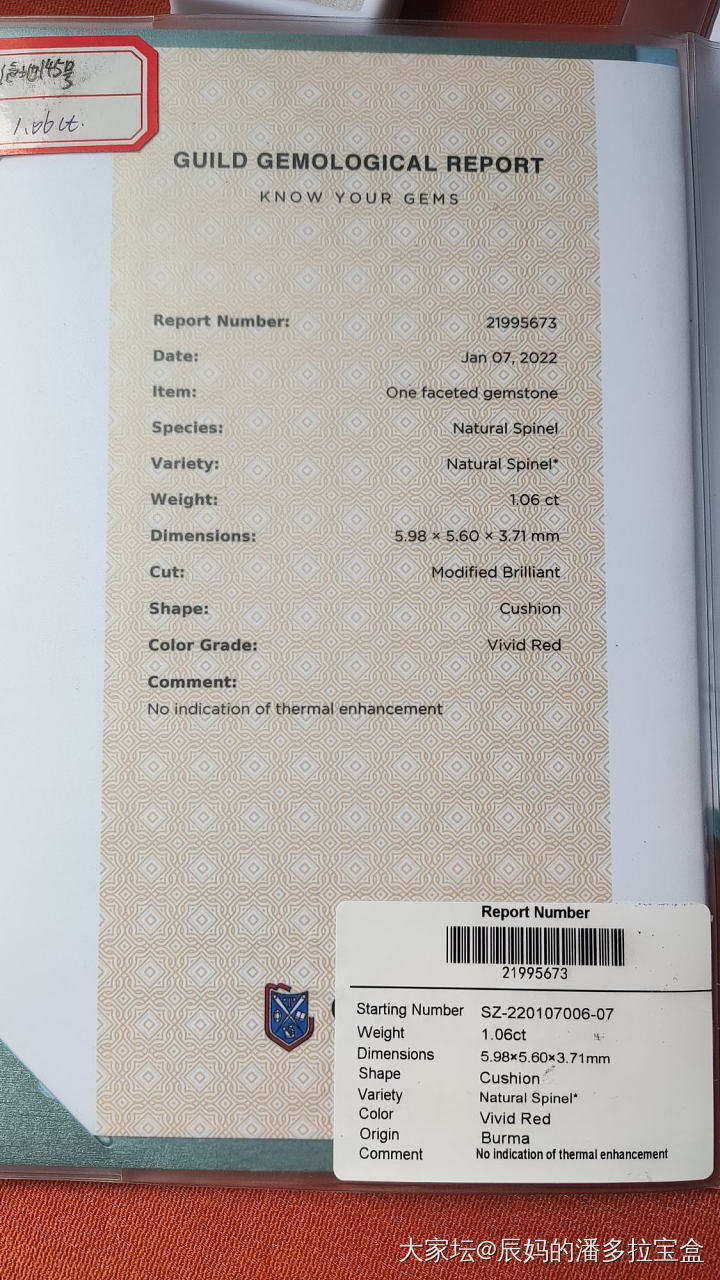 1.06 ct.
GUILD GEMOLOGICAL REPORT
KNOW YOUR GEMS
Report Number: 21995673
Date: Jan 07, 2022
Item: One faceted gemstone
Species: Natural Spinel
Variety: Natural Spinel*
Weight: 1.06 ct
Dimensions: 5.98 × 5.60 × 3.71 mm
Cut: Modified Brilliant
Shape: Cushion
Color Grade: Vivid Red
Comment:
No indication of thermal enhancement
Report Number
21995673
Starting Number SZ-220107006-07
Weight 1.06ct
Dimensions 5.98×5.60×3.71mm
Shape Cushion
Variety Natural Spinel*
Color Vivid Red
Origin Burma
Comment No indication of thermal enhancement
大家坛@辰妈的潘多拉宝盒